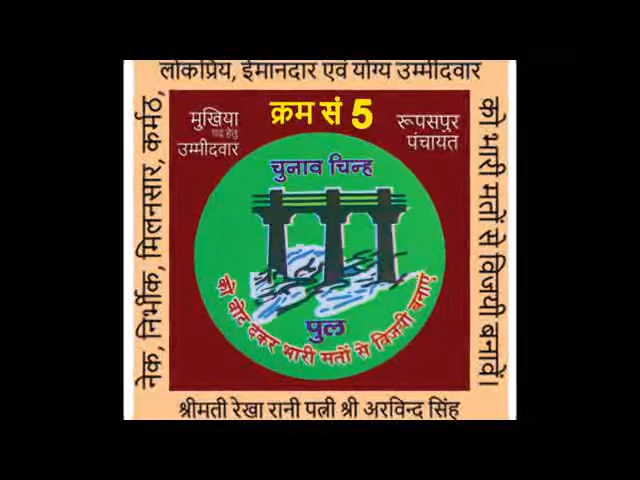 लोकप्रिय, ईमानदार एवं योग्य उम्मीदवार
नेक, निर्भीक, मिलनसार, कर्मठ,
मुखिया
पद हेतु
उम्मीदवार
क्रम सं 5
रूपसपुर
पंचायत
चुनाव चिन्ह
पुल
को वोट देकर भारी मतों से विजयी बनाएं
को भारी मतों से विजयी बनावें।
श्रीमती रेखा रानी पत्नी श्री अरविन्द सिंह